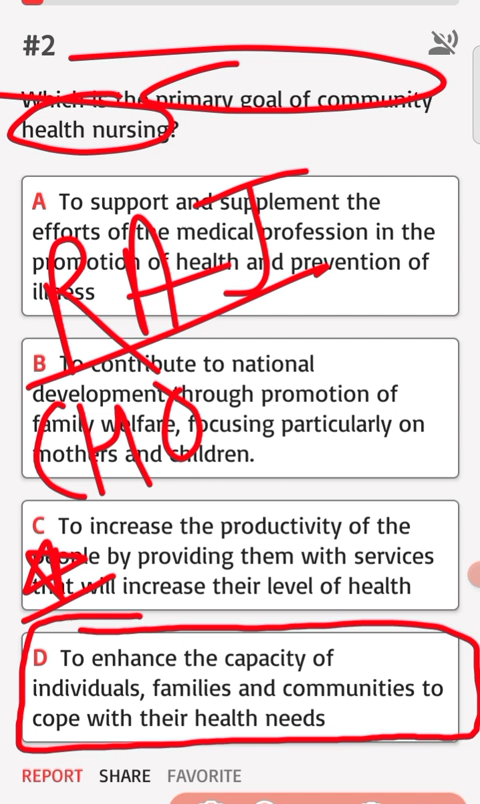 #2
Which is the primary goal of community
health nursing?
A To support and supplement the
efforts of the medical profession in the
promotion of health and prevention of
illness
RAJ
B To contribute to national
development through promotion of
family welfare, focusing particularly on
mothers and children.
CHO
C To increase the productivity of the
people by providing them with services
that will increase their level of health
D To enhance the capacity of
individuals, families and communities to
cope with their health needs
REPORT SHARE FAVORITE